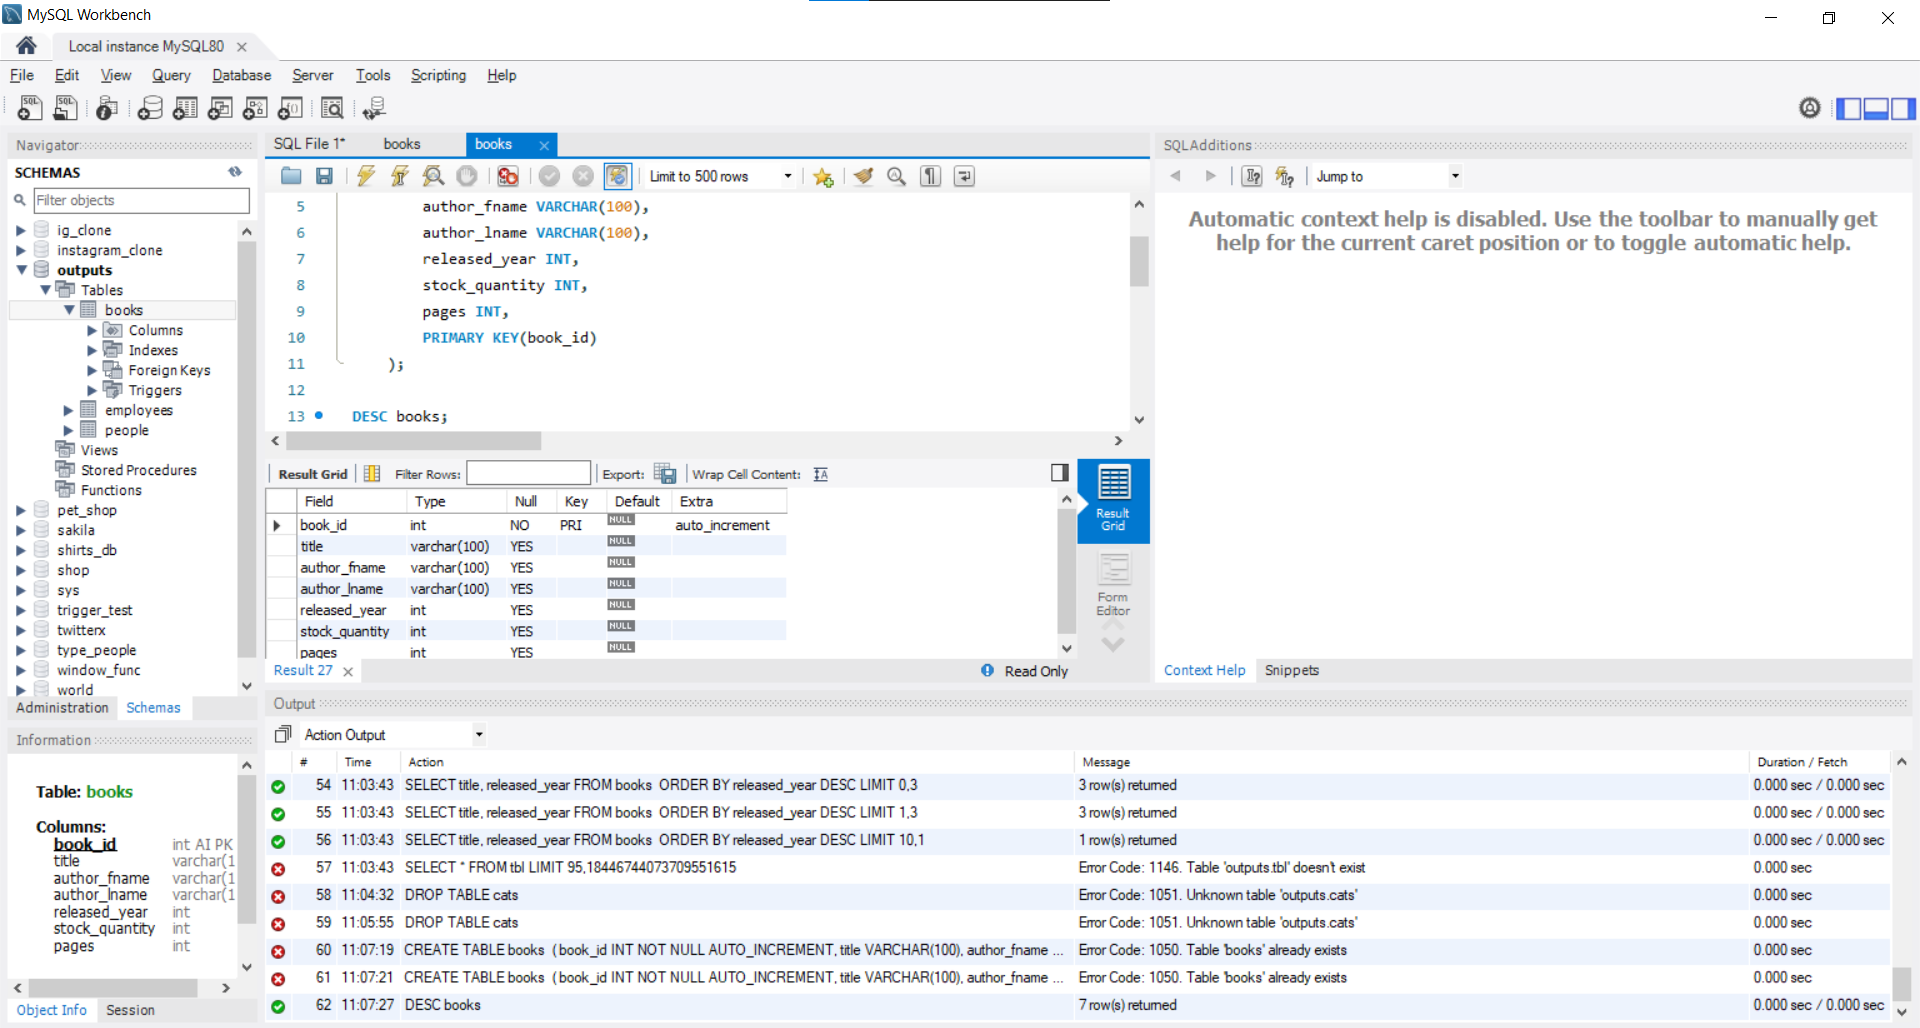 MySQL Workbench
Local instance MySQL80
File Edit View Query Database Server Tools Scripting Help
Navigator
SCHEMAS
Filter objects
ig_clone
instagram_clone
outputs
Tables
books
Columns
Indexes
Foreign Keys
Triggers
employees
people
Views
Stored Procedures
Functions
pet_shop
sakila
shirts_db
shop
sys
trigger_test
twitterx
type_people
window_func
world
Administration Schemas
Information
Table: books
Columns:
book_id int AI PK
title varchar(1
author_fname varchar(1
author_lname varchar(1
released_year int
stock_quantity int
pages int
Object Info Session
SQL File 1* books books
Limit to 500 rows
5 author_fname VARCHAR(100),
6 author_lname VARCHAR(100),
7 released_year INT,
8 stock_quantity INT,
9 pages INT,
10 PRIMARY KEY(book_id)
11 );
12
13 DESC books;
Result Grid Filter Rows: Export: Wrap Cell Content:
Field Type Null Key Default Extra
book_id int NO PRI NULL auto_increment
title varchar(100) YES NULL
author_fname varchar(100) YES NULL
author_lname varchar(100) YES NULL
released_year int YES NULL
stock_quantity int YES NULL
pages int YES NULL
Result
Grid
Form
Editor
Result 27 Read Only
SQLAdditions
Jump to
Automatic context help is disabled. Use the toolbar to manually get
help for the current caret position or to toggle automatic help.
Context Help Snippets
Output
Action Output
# Time Action Message Duration / Fetch
54 11:03:43 SELECT title, released_year FROM books ORDER BY released_year DESC LIMIT 0,3 3 row(s) returned 0.000 sec / 0.000 sec
55 11:03:43 SELECT title, released_year FROM books ORDER BY released_year DESC LIMIT 1,3 3 row(s) returned 0.000 sec / 0.000 sec
56 11:03:43 SELECT title, released_year FROM books ORDER BY released_year DESC LIMIT 10,1 1 row(s) returned 0.000 sec / 0.000 sec
57 11:03:43 SELECT * FROM tbl LIMIT 95,18446744073709551615 Error Code: 1146. Table 'outputs.tbl' doesn't exist 0.000 sec
58 11:04:32 DROP TABLE cats Error Code: 1051. Unknown table 'outputs.cats' 0.000 sec
59 11:05:55 DROP TABLE cats Error Code: 1051. Unknown table 'outputs.cats' 0.000 sec
60 11:07:19 CREATE TABLE books ( book_id INT NOT NULL AUTO_INCREMENT, title VARCHAR(100), author_fname ... Error Code: 1050. Table 'books' already exists 0.000 sec
61 11:07:21 CREATE TABLE books ( book_id INT NOT NULL AUTO_INCREMENT, title VARCHAR(100), author_fname ... Error Code: 1050. Table 'books' already exists 0.000 sec
62 11:07:27 DESC books 7 row(s) returned 0.000 sec / 0.000 sec